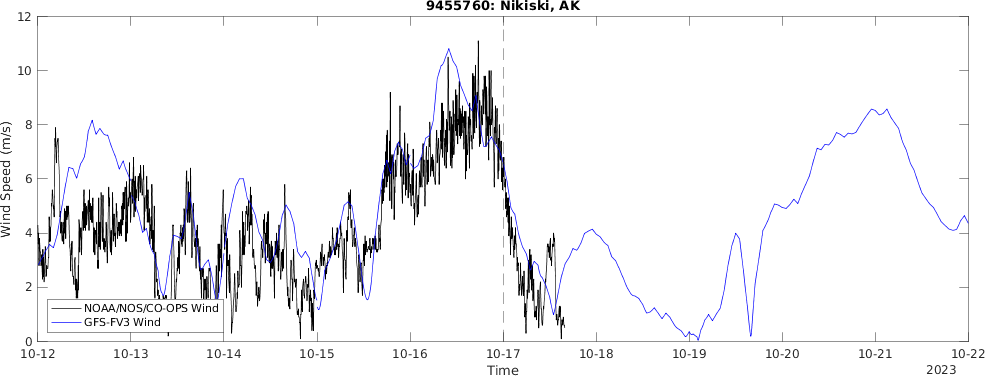 9455760: Nikiski, AK
12
10
8
6
4
2
0
Wind Speed (m/s)
NOAA/NOS/CO-OPS Wind
GFS-FV3 Wind
10-12 10-13 10-14 10-15 10-16 10-17 10-18 10-19 10-20 10-21 10-22
Time
2023